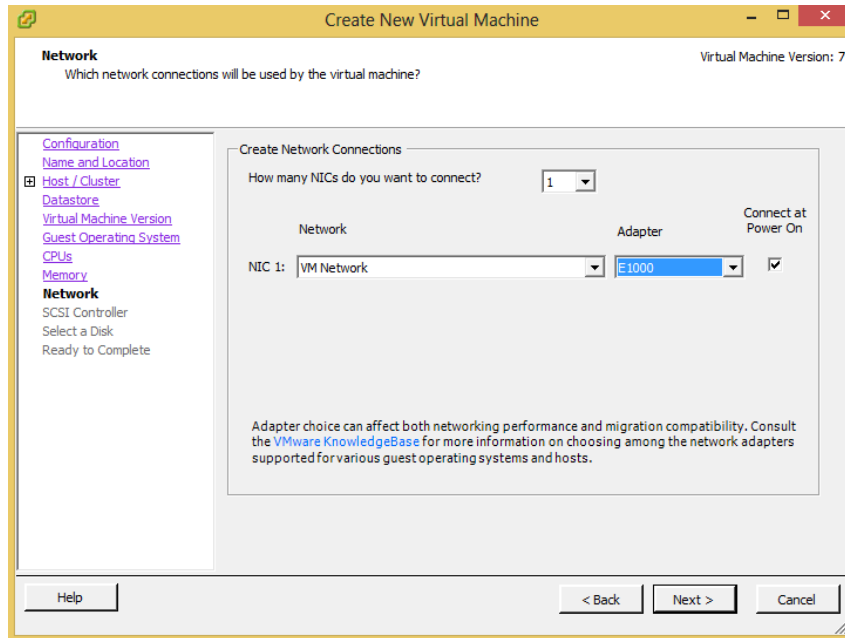 Create New Virtual Machine
Network
Virtual Machine Version: 7
Which network connections will be used by the virtual machine?
Configuration
Name and Location
Host / Cluster
Datastore
Virtual Machine Version
Guest Operating System
CPUs
Memory
Network
SCSI Controller
Select a Disk
Ready to Complete
Create Network Connections
How many NICs do you want to connect? 1
Network Adapter Connect at Power On
NIC 1: VM Network E1000
Adapter choice can affect both networking performance and migration compatibility. Consult
the VMware KnowledgeBase for more information on choosing among the network adapters
supported for various guest operating systems and hosts.
Help < Back Next > Cancel